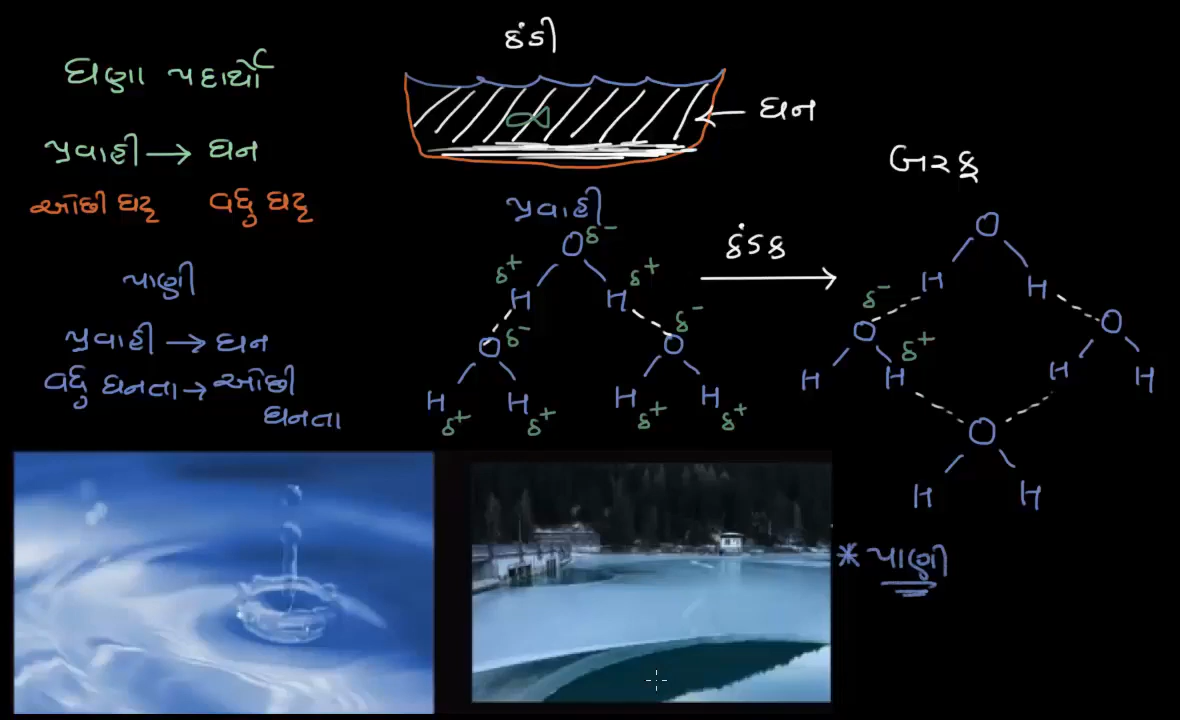 ઘણા પદાર્થો
પ્રવાહી → ઘન
ઓછી ઘટ્ટ વધુ ઘટ્ટ
પાણી
પ્રવાહી → ઘન
વધુ ઘનતા → ઓછી
ઘનતા
ઠંડી
ઘન
પ્રવાહી
O δ-
δ+ δ+
H H
O δ- O δ-
H H H H
δ+ δ+ δ+ δ+
ઠંડક
બરફ
O
H H
δ-
O O
δ+
H H H H
O
H H
* પાણી